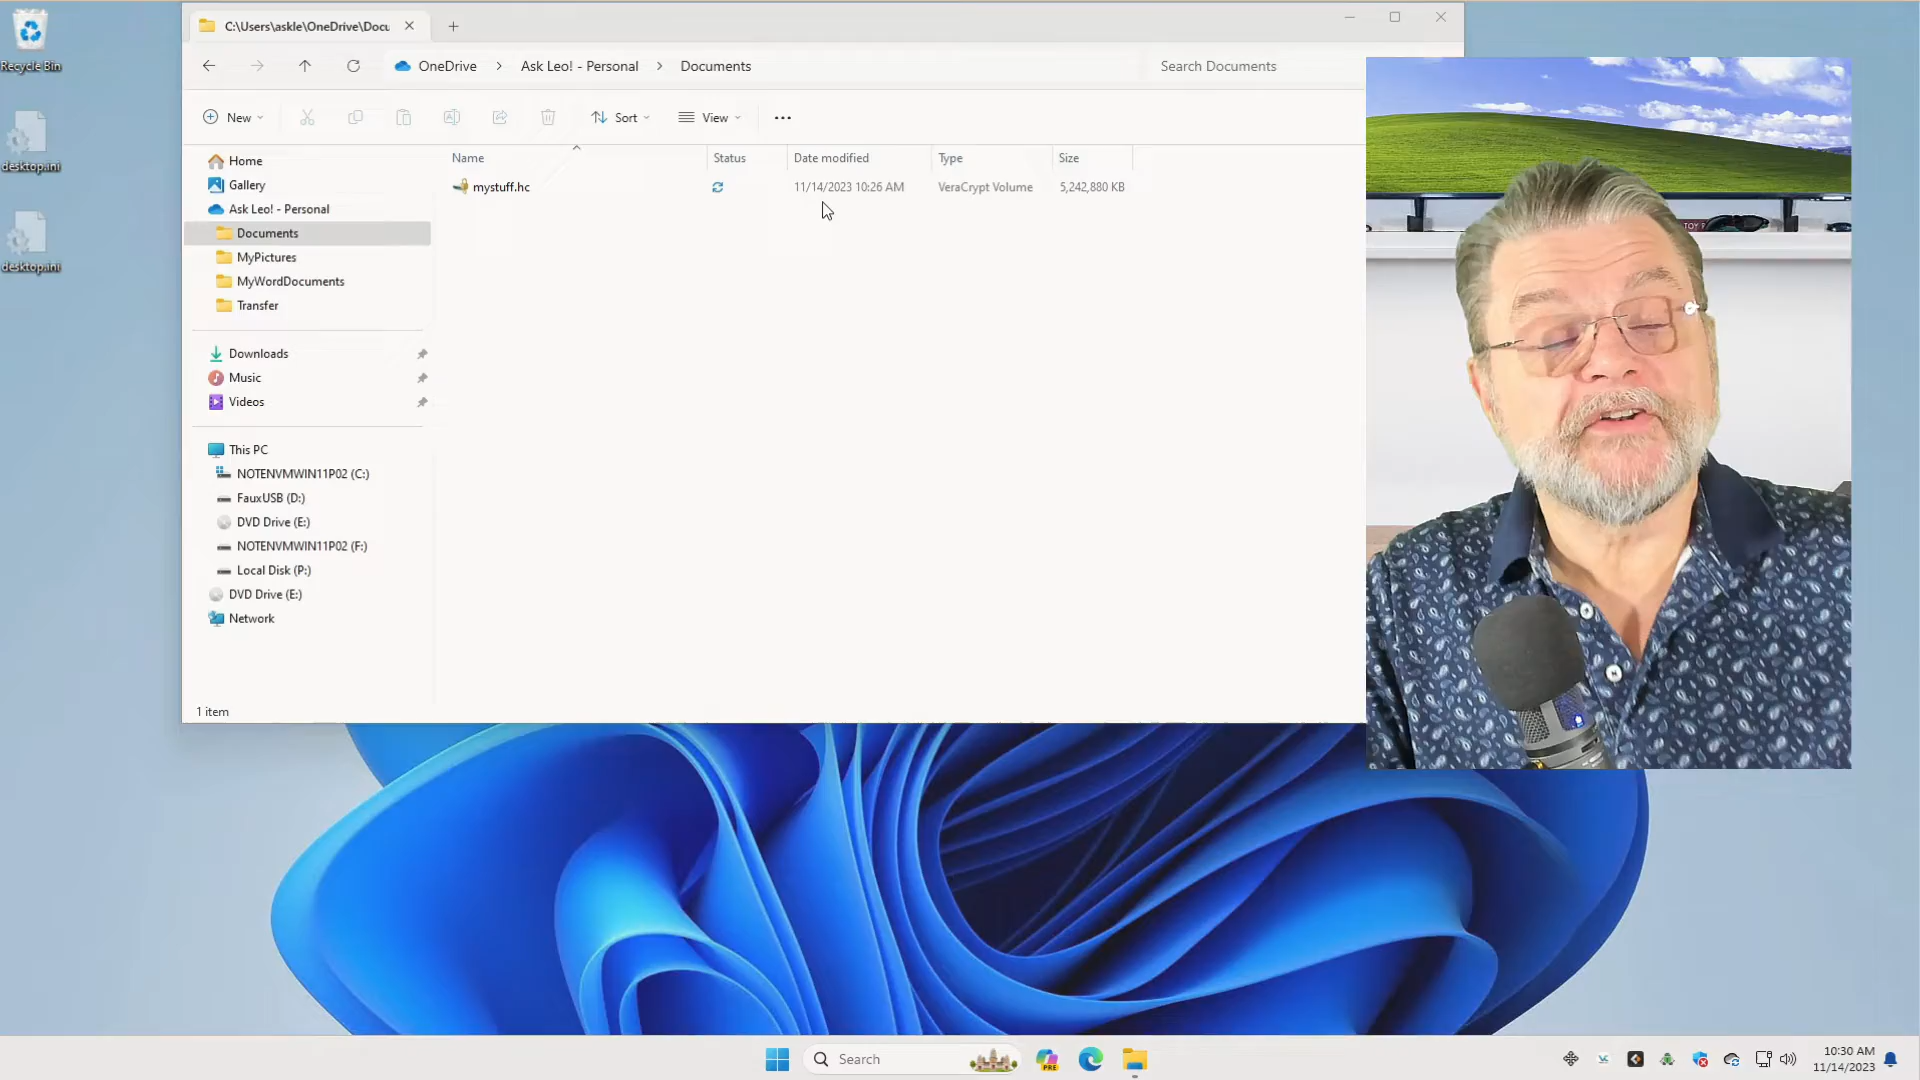 Recycle Bin
desktop.ini
desktop.ini
C:\Users\askle\OneDrive\Docu
OneDrive > Ask Leo! - Personal > Documents
Search Documents
New
Sort
View
Home
Gallery
Ask Leo! - Personal
Documents
MyPictures
MyWordDocuments
Transfer
Downloads
Music
Videos
This PC
NOTENVMWIN11P02 (C:)
FauxUSB (D:)
DVD Drive (E:)
NOTENVMWIN11P02 (F:)
Local Disk (P:)
DVD Drive (E:)
Network
Name Status Date modified Type Size
mystuff.hc 11/14/2023 10:26 AM VeraCrypt Volume 5,242,880 KB
1 item
TOY
Search
PRE
10:30 AM
11/14/2023